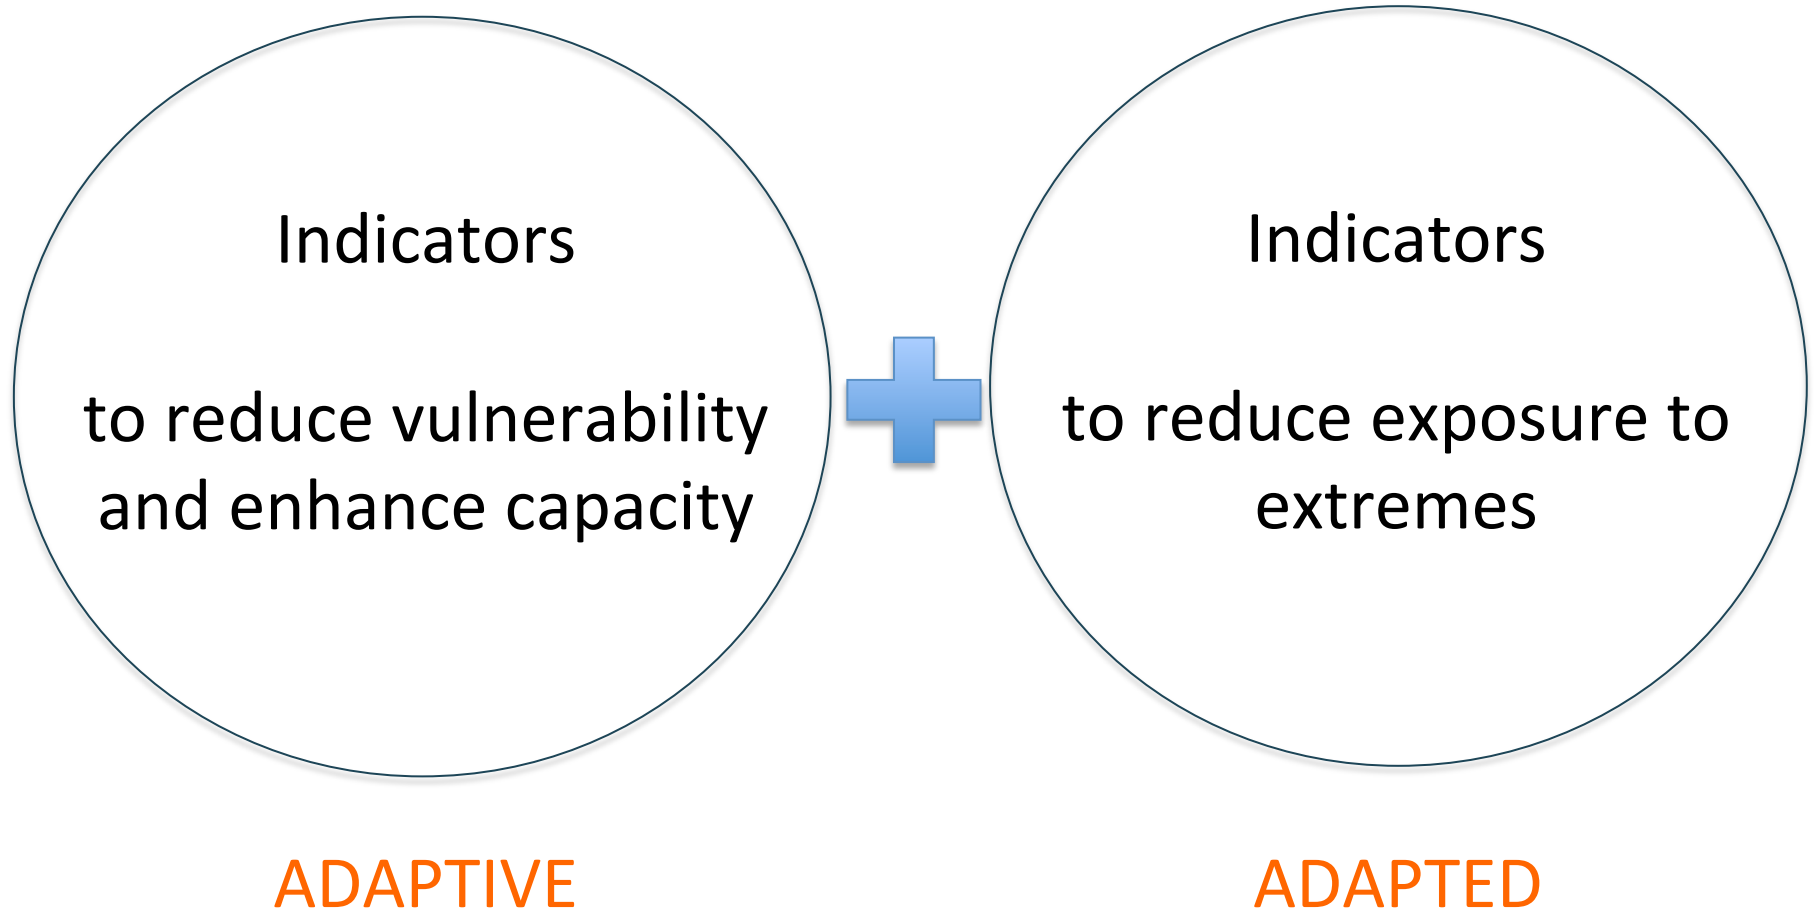 Indicators
to reduce vulnerability
and enhance capacity
ADAPTIVE
Indicators
to reduce exposure to
extremes
ADAPTED